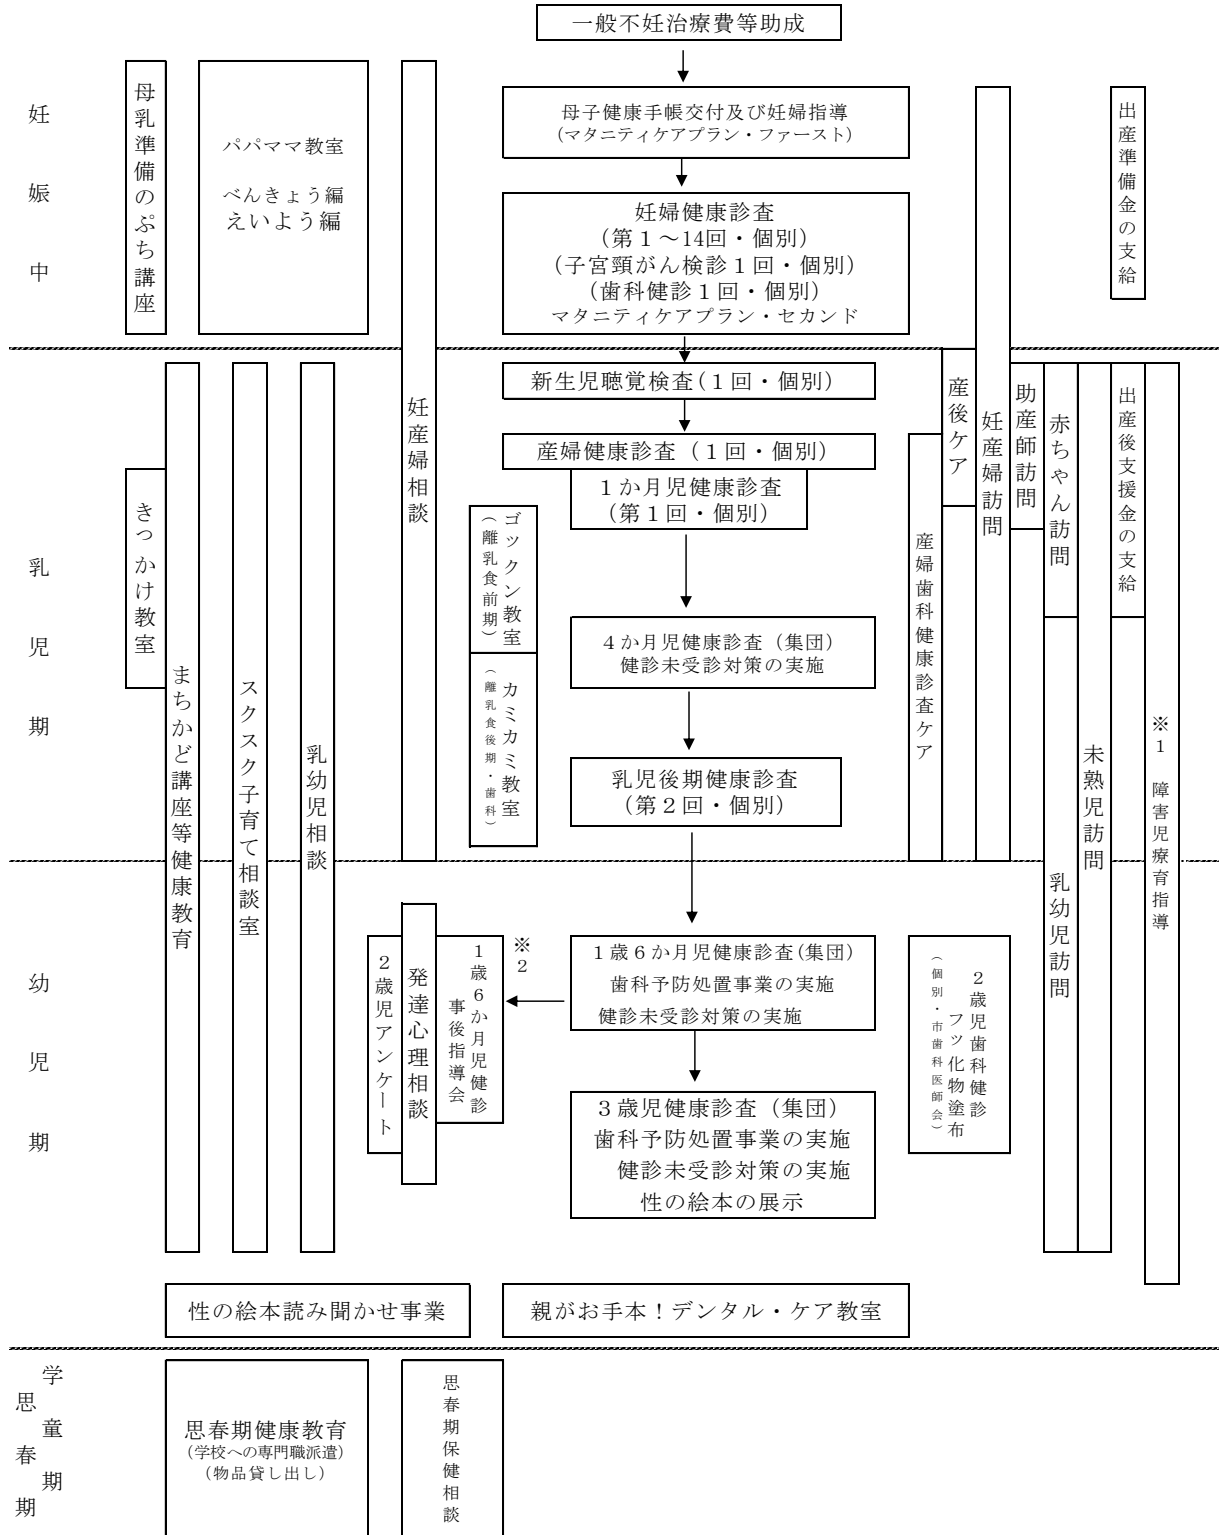 一般不妊治療費等助成
妊娠中
母乳準備のぷち講座
パパママ教室
べんきょう編
えいよう編
母子健康手帳交付及び妊婦指導
(マタニティケアプラン・ファースト)
妊婦健康診査
(第１～14回・個別)
(子宮頸がん検診１回・個別)
(歯科健診１回・個別)
マタニティケアプラン・セカンド
出産準備金の支給
妊産婦相談
妊産婦訪問
乳児期
きっかけ教室
まちかど講座等健康教育
スクスク子育て相談室
乳幼児相談
ゴックン教室
(離乳食前期)
カミカミ教室
(離乳食後期・歯科)
新生児聴覚検査(１回・個別)
産婦健康診査（１回・個別）
１か月児健康診査
(第１回・個別)
４か月児健康診査（集団）
健診未受診対策の実施
乳児後期健康診査
(第２回・個別)
産婦歯科健康診査ケア
産後ケア
助産師訪問
赤ちゃん訪問
乳幼児訪問
未熟児訪問
出産後支援金の支給
※1 障害児療育指導
幼児期
２歳児アンケート
発達心理相談
１歳６か月児健診
事後指導会
※2
１歳６か月児健康診査(集団)
歯科予防処置事業の実施
健診未受診対策の実施
３歳児健康診査（集団）
歯科予防処置事業の実施
健診未受診対策の実施
性の絵本の展示
２歳児歯科健診
フッ化物塗布
(個別・市歯科医師会)
性の絵本読み聞かせ事業
親がお手本！デンタル・ケア教室
学童期
思春期
思春期健康教育
(学校への専門職派遣)
(物品貸し出し)
思春期保健相談